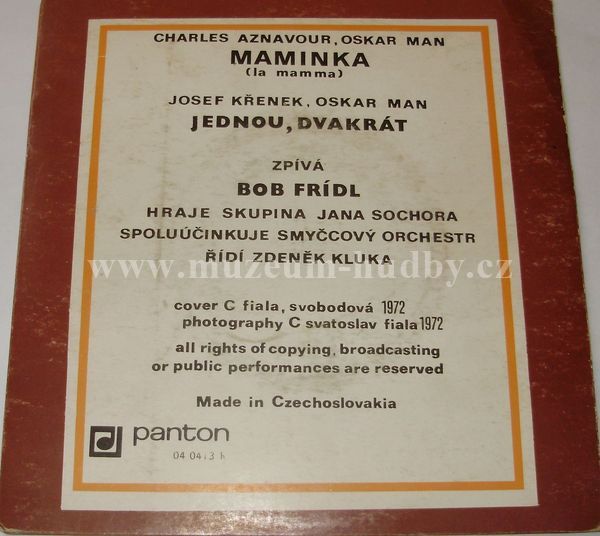 CHARLES AZNAVOUR, OSKAR MAN
MAMINKA
(la mamma)
JOSEF KŘENEK, OSKAR MAN
JEDNOU, DVAKRÁT
ZPÍVÁ
BOB FRÍDL
HRAJE SKUPINA JANA SOCHORA
SPOLUÚČINKUJE SMYČCOVÝ ORCHESTR
ŘÍDÍ ZDENĚK KLUKA
www.muzeum-hudby.cz
cover C fiala, svobodová 1972
photography C svatoslav fiala 1972
all rights of copying, broadcasting
or public performances are reserved
Made in Czechoslovakia
panton